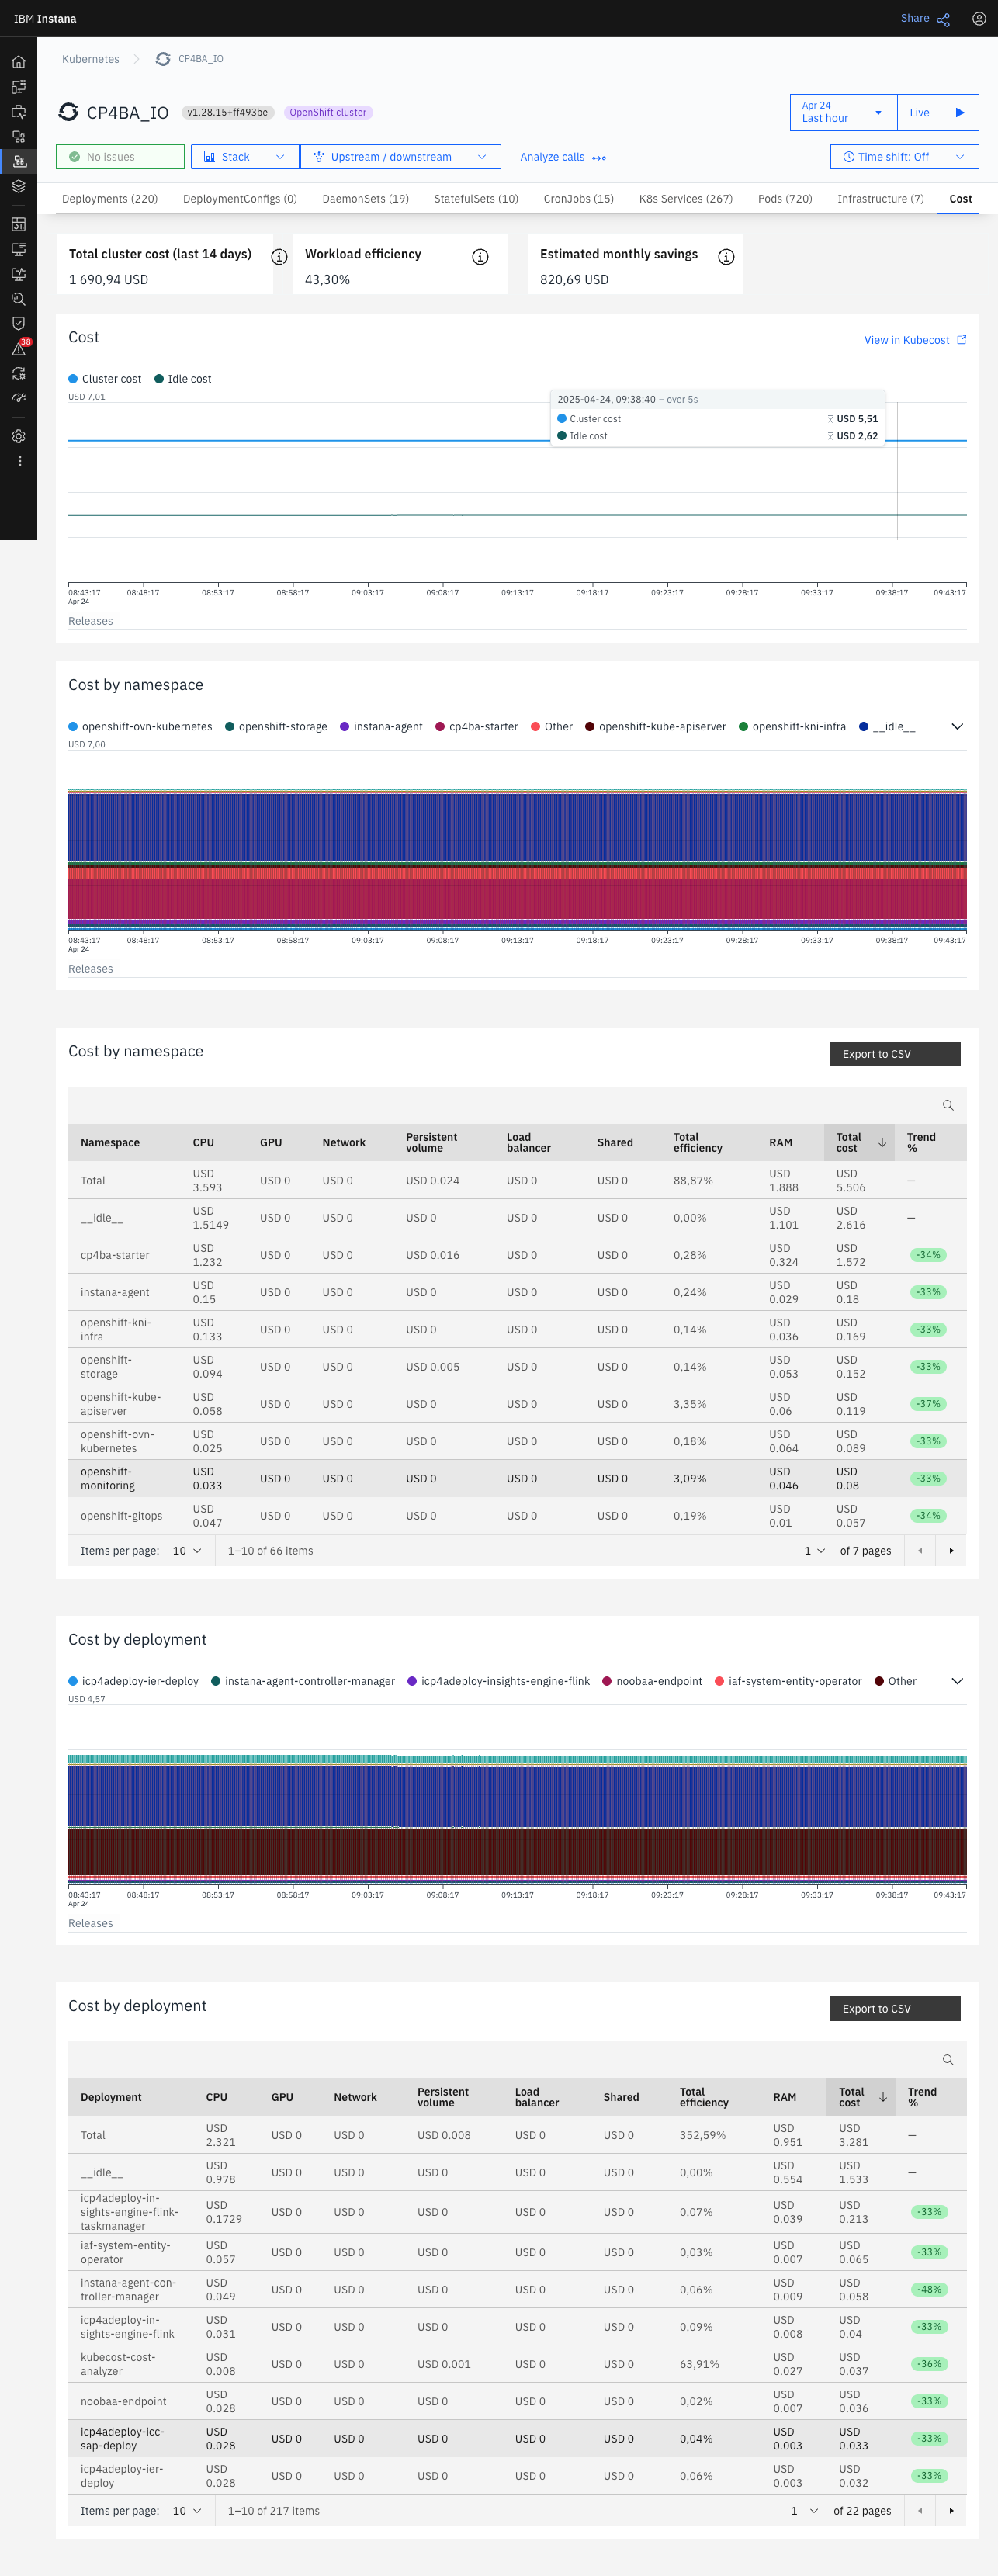 IBM Instana
Share
Kubernetes
CP4BA_IO
CP4BA_IO
v1.28.15+ff493be
OpenShift cluster
Apr 24
Last hour
Live
No issues
Stack
Upstream / downstream
Analyze calls
Time shift: Off
Deployments (220) DeploymentConfigs (0) DaemonSets (19) StatefulSets (10) CronJobs (15) K8s Services (267) Pods (720) Infrastructure (7) Cost
38
Total cluster cost (last 14 days)
1 690,94 USD
Workload efficiency
43,30%
Estimated monthly savings
820,69 USD
Cost
View in Kubecost
Cluster cost Idle cost
USD 7,01
2025-04-24, 09:38:40 – over 5s
Cluster cost x̅ USD 5,51
Idle cost x̅ USD 2,62
08:43:17 08:48:17 08:53:17 08:58:17 09:03:17 09:08:17 09:13:17 09:18:17 09:23:17 09:28:17 09:33:17 09:38:17 09:43:17
Apr 24
Releases
Cost by namespace
openshift-ovn-kubernetes openshift-storage instana-agent cp4ba-starter Other openshift-kube-apiserver openshift-kni-infra __idle__
USD 7,00
08:43:17 08:48:17 08:53:17 08:58:17 09:03:17 09:08:17 09:13:17 09:18:17 09:23:17 09:28:17 09:33:17 09:38:17 09:43:17
Apr 24
Releases
Cost by namespace
Export to CSV
Namespace CPU GPU Network Persistent volume Load balancer Shared Total efficiency RAM Total cost Trend %
Total USD 3.593 USD 0 USD 0 USD 0.024 USD 0 USD 0 88,87% USD 1.888 USD 5.506 —
__idle__ USD 1.5149 USD 0 USD 0 USD 0 USD 0 USD 0 0,00% USD 1.101 USD 2.616 —
cp4ba-starter USD 1.232 USD 0 USD 0 USD 0.016 USD 0 USD 0 0,28% USD 0.324 USD 1.572 -34%
instana-agent USD 0.15 USD 0 USD 0 USD 0 USD 0 USD 0 0,24% USD 0.029 USD 0.18 -33%
openshift-kni-infra USD 0.133 USD 0 USD 0 USD 0 USD 0 USD 0 0,14% USD 0.036 USD 0.169 -33%
openshift-storage USD 0.094 USD 0 USD 0 USD 0.005 USD 0 USD 0 0,14% USD 0.053 USD 0.152 -33%
openshift-kube-apiserver USD 0.058 USD 0 USD 0 USD 0 USD 0 USD 0 3,35% USD 0.06 USD 0.119 -37%
openshift-ovn-kubernetes USD 0.025 USD 0 USD 0 USD 0 USD 0 USD 0 0,18% USD 0.064 USD 0.089 -33%
openshift-monitoring USD 0.033 USD 0 USD 0 USD 0 USD 0 USD 0 3,09% USD 0.046 USD 0.08 -33%
openshift-gitops USD 0.047 USD 0 USD 0 USD 0 USD 0 USD 0 0,19% USD 0.01 USD 0.057 -34%
Items per page: 10 1–10 of 66 items 1 of 7 pages
Cost by deployment
icp4adeploy-ier-deploy instana-agent-controller-manager icp4adeploy-insights-engine-flink noobaa-endpoint iaf-system-entity-operator Other
USD 4,57
08:43:17 08:48:17 08:53:17 08:58:17 09:03:17 09:08:17 09:13:17 09:18:17 09:23:17 09:28:17 09:33:17 09:38:17 09:43:17
Apr 24
Releases
Cost by deployment
Export to CSV
Deployment CPU GPU Network Persistent volume Load balancer Shared Total efficiency RAM Total cost Trend %
Total USD 2.321 USD 0 USD 0 USD 0.008 USD 0 USD 0 352,59% USD 0.951 USD 3.281 —
__idle__ USD 0.978 USD 0 USD 0 USD 0 USD 0 USD 0 0,00% USD 0.554 USD 1.533 —
icp4adeploy-in-sights-engine-flink-taskmanager USD 0.1729 USD 0 USD 0 USD 0 USD 0 USD 0 0,07% USD 0.039 USD 0.213 -33%
iaf-system-entity-operator USD 0.057 USD 0 USD 0 USD 0 USD 0 USD 0 0,03% USD 0.007 USD 0.065 -33%
instana-agent-con-troller-manager USD 0.049 USD 0 USD 0 USD 0 USD 0 USD 0 0,06% USD 0.009 USD 0.058 -48%
icp4adeploy-in-sights-engine-flink USD 0.031 USD 0 USD 0 USD 0 USD 0 USD 0 0,09% USD 0.008 USD 0.04 -33%
kubecost-cost-analyzer USD 0.008 USD 0 USD 0 USD 0.001 USD 0 USD 0 63,91% USD 0.027 USD 0.037 -36%
noobaa-endpoint USD 0.028 USD 0 USD 0 USD 0 USD 0 USD 0 0,02% USD 0.007 USD 0.036 -33%
icp4adeploy-icc-sap-deploy USD 0.028 USD 0 USD 0 USD 0 USD 0 USD 0 0,04% USD 0.003 USD 0.033 -33%
icp4adeploy-ier-deploy USD 0.028 USD 0 USD 0 USD 0 USD 0 USD 0 0,06% USD 0.003 USD 0.032 -33%
Items per page: 10 1–10 of 217 items 1 of 22 pages